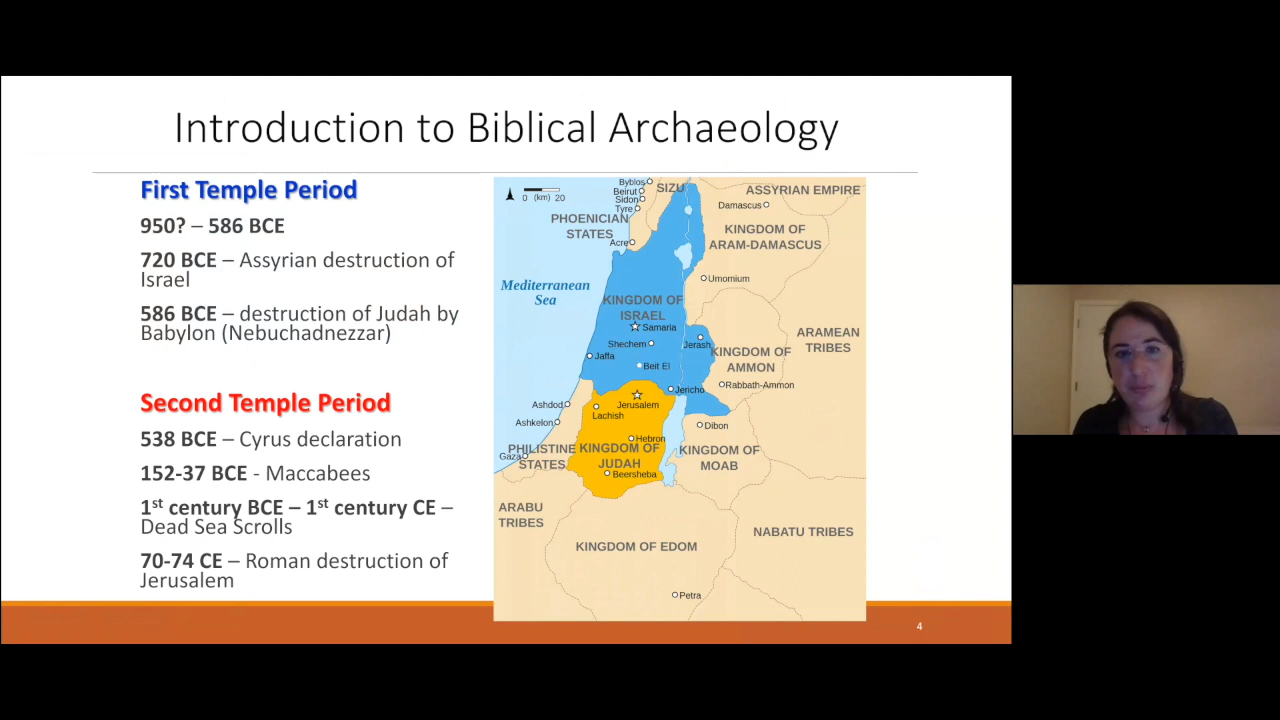 Introduction to Biblical Archaeology
First Temple Period
950? – 586 BCE
720 BCE – Assyrian destruction of
Israel
586 BCE – destruction of Judah by
Babylon (Nebuchadnezzar)
Second Temple Period
538 BCE – Cyrus declaration
152-37 BCE - Maccabees
1st century BCE – 1st century CE –
Dead Sea Scrolls
70-74 CE – Roman destruction of
Jerusalem
0 (km) 20
Byblos
Beirut
Sidon
Tyre
SIZU
ASSYRIAN EMPIRE
Damascus
PHOENICIAN
STATES
Acre
KINGDOM OF
ARAM-DAMASCUS
Umomium
Mediterranean
Sea
KINGDOM OF
ISRAEL
Samaria
Shechem
Jerash
Jaffa
Beit El
ARAMEAN
TRIBES
KINGDOM OF
AMMON
Rabbath-Ammon
Jericho
Jerusalem
Ashdod
Lachish
Ashkelon
Dibon
Hebron
PHILISTINE
STATES
Gaza
KINGDOM OF
JUDAH
Beersheba
KINGDOM OF
MOAB
ARABU
TRIBES
NABATU TRIBES
KINGDOM OF EDOM
Petra
4